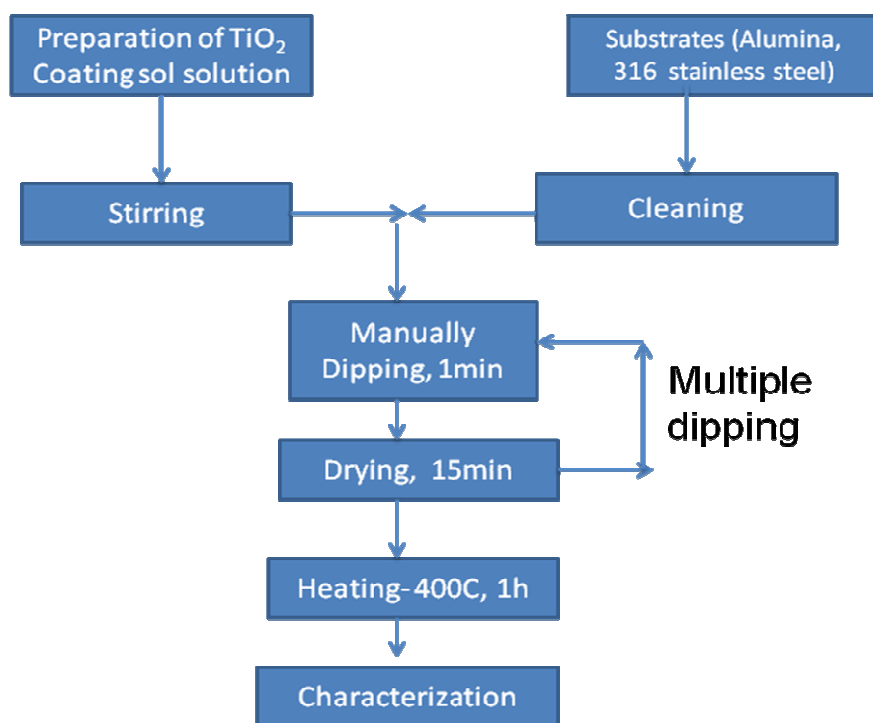 Preparation of TiO₂
Coating sol solution
Substrates (Alumina,
316 stainless steel)
Stirring
Cleaning
Manually
Dipping, 1min
Multiple
dipping
Drying, 15min
Heating- 400C, 1h
Characterization